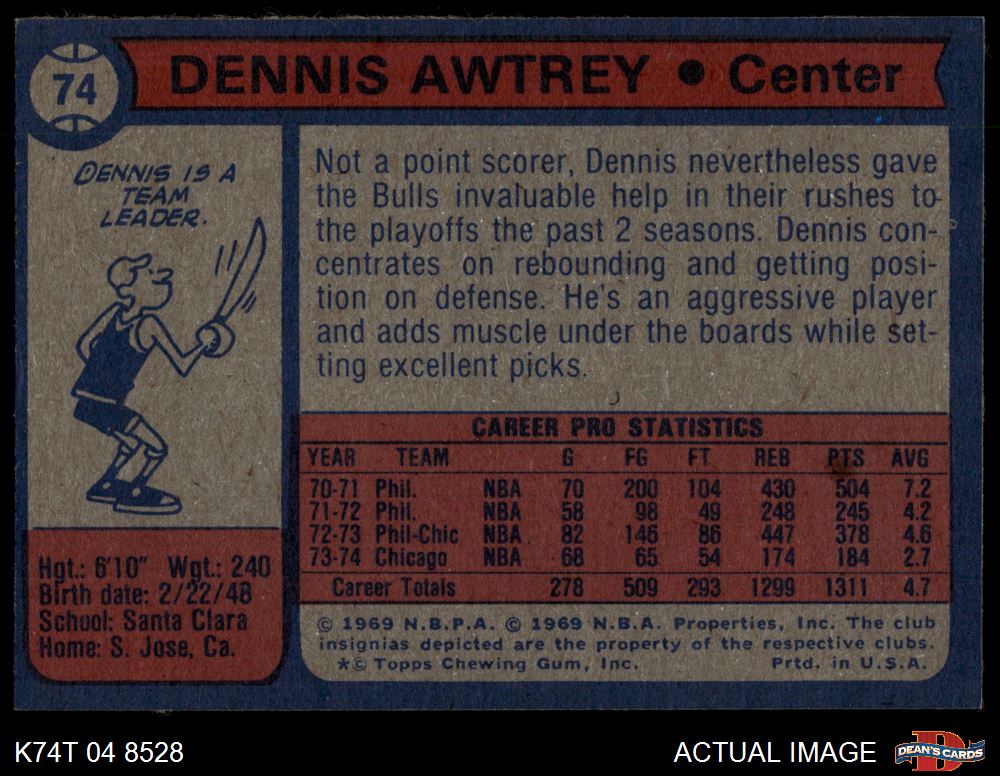 74
DENNIS AWTREY • Center
DENNIS IS A
TEAM
LEADER.
Not a point scorer, Dennis nevertheless gave
the Bulls invaluable help in their rushes to
the playoffs the past 2 seasons. Dennis con-
centrates on rebounding and getting posi-
tion on defense. He's an aggressive player
and adds muscle under the boards while set-
ting excellent picks.
CAREER PRO STATISTICS
YEAR TEAM G FG FT REB PTS AVG
70-71 Phil. NBA 70 200 104 430 504 7.2
71-72 Phil. NBA 58 98 49 248 245 4.2
72-73 Phil-Chic NBA 82 146 86 447 378 4.6
73-74 Chicago NBA 68 65 54 174 184 2.7
Career Totals 278 509 293 1299 1311 4.7
Hgt.: 6'10" Wgt.: 240
Birth date: 2/22/48
School: Santa Clara
Home: S. Jose, Ca.
© 1969 N.B.P.A. © 1969 N.B.A. Properties, Inc. The club
insignias depicted are the property of the respective clubs.
*© Topps Chewing Gum, Inc. Prtd. in U.S.A.
K74T 04 8528
ACTUAL IMAGE
DEAN'S CARDS